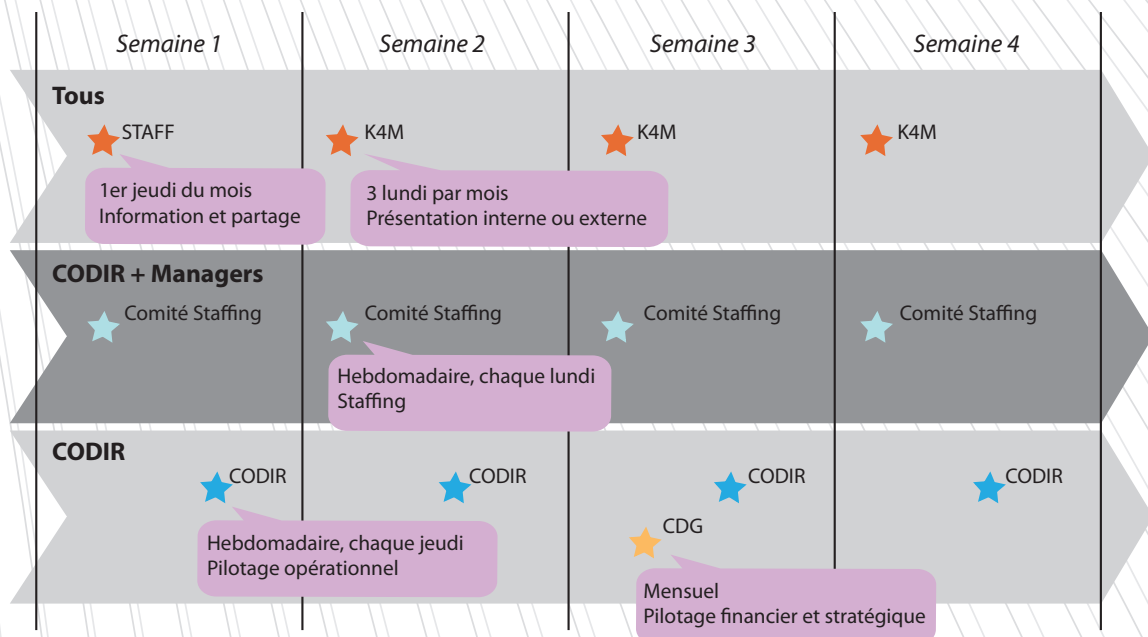 Semaine 1
Semaine 2
Semaine 3
Semaine 4
Tous
STAFF
K4M
K4M
K4M
1er jeudi du mois
Information et partage
3 lundi par mois
Présentation interne ou externe
CODIR + Managers
Comité Staffing
Comité Staffing
Comité Staffing
Comité Staffing
Hebdomadaire, chaque lundi
Staffing
CODIR
CODIR
CODIR
CODIR
CODIR
Hebdomadaire, chaque jeudi
Pilotage opérationnel
CDG
Mensuel
Pilotage financier et stratégique